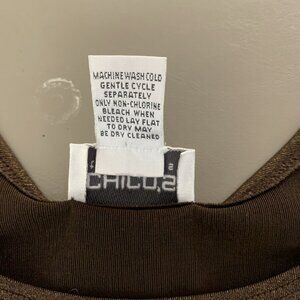 MACHINE WASH COLD
GENTLE CYCLE
SEPARATELY
ONLY NON-CHLORINE
BLEACH WHEN
NEEDED LAY FLAT
TO DRY MAY
BE DRY CLEANED